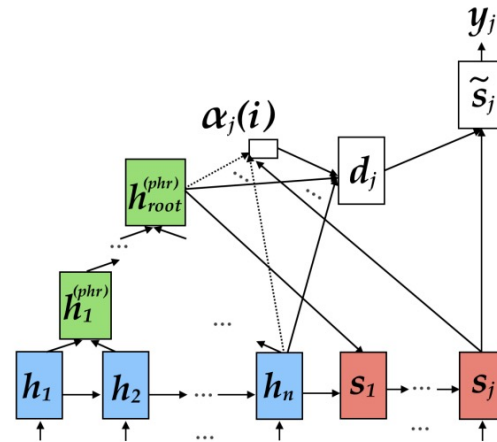 y_j
s̃_j
α_j(i)
d_j
h_root^(phr)
...
...
...
h_1^(phr)
...
h_1
h_2
...
h_n
s_1
...
s_j
...
...